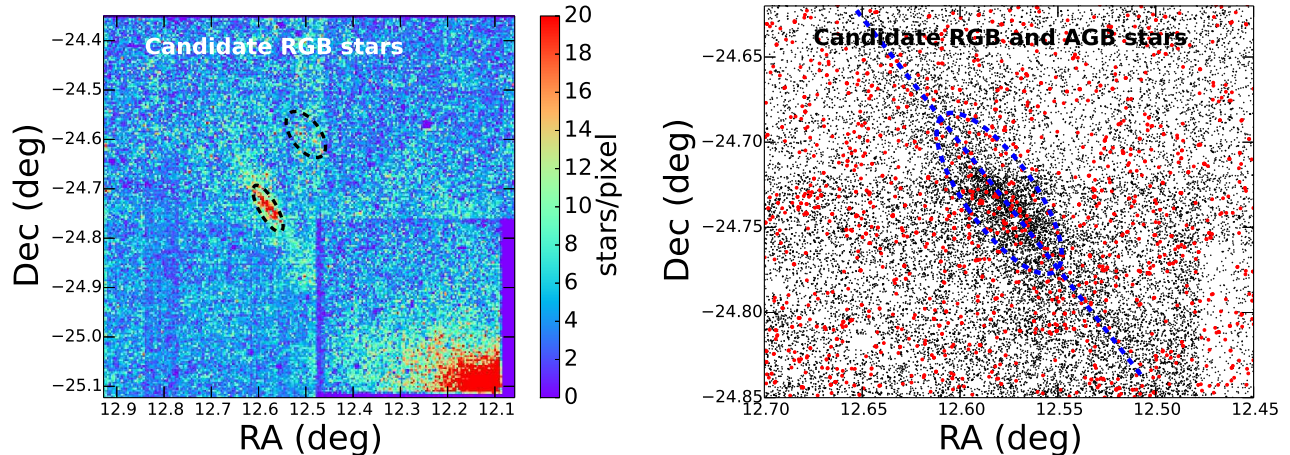 Candidate RGB stars
−24.4
−24.5
−24.6
−24.7
−24.8
−24.9
−25.0
−25.1
Dec (deg)
12.9 12.8 12.7 12.6 12.5 12.4 12.3 12.2 12.1
RA (deg)
20
18
16
14
12
10
8
6
4
2
0
stars/pixel
Candidate RGB and AGB stars
−24.65
−24.70
−24.75
−24.80
−24.85
Dec (deg)
12.70 12.65 12.60 12.55 12.50 12.45
RA (deg)